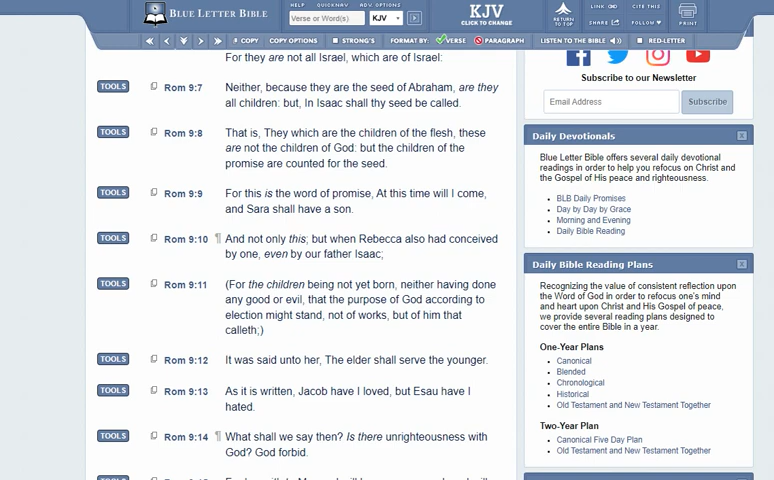 BLUE LETTER BIBLE
HELP QUICKNAV ADV. OPTIONS
Verse or Word(s) KJV
KJV
CLICK TO CHANGE
RETURN TO TOP
LINK CITE THIS
SHARE FOLLOW PRINT
COPY COPY OPTIONS STRONG'S FORMAT BY: VERSE PARAGRAPH LISTEN TO THE BIBLE RED-LETTER
For they are not all Israel, which are of Israel:
TOOLS Rom 9:7 Neither, because they are the seed of Abraham, are they
all children: but, In Isaac shall thy seed be called.
TOOLS Rom 9:8 That is, They which are the children of the flesh, these
are not the children of God: but the children of the
promise are counted for the seed.
TOOLS Rom 9:9 For this is the word of promise, At this time will I come,
and Sara shall have a son.
TOOLS Rom 9:10 ¶ And not only this; but when Rebecca also had conceived
by one, even by our father Isaac;
TOOLS Rom 9:11 (For the children being not yet born, neither having done
any good or evil, that the purpose of God according to
election might stand, not of works, but of him that
calleth;)
TOOLS Rom 9:12 It was said unto her, The elder shall serve the younger.
TOOLS Rom 9:13 As it is written, Jacob have I loved, but Esau have I
hated.
TOOLS Rom 9:14 ¶ What shall we say then? Is there unrighteousness with
God? God forbid.
Subscribe to our Newsletter
Email Address Subscribe
Daily Devotionals
Blue Letter Bible offers several daily devotional
readings in order to help you refocus on Christ and
the Gospel of His peace and righteousness.
BLB Daily Promises
Day by Day by Grace
Morning and Evening
Daily Bible Reading
Daily Bible Reading Plans
Recognizing the value of consistent reflection upon
the Word of God in order to refocus one's mind
and heart upon Christ and His Gospel of peace,
we provide several reading plans designed to
cover the entire Bible in a year.
One-Year Plans
Canonical
Blended
Chronological
Historical
Old Testament and New Testament Together
Two-Year Plan
Canonical Five Day Plan
Old Testament and New Testament Together